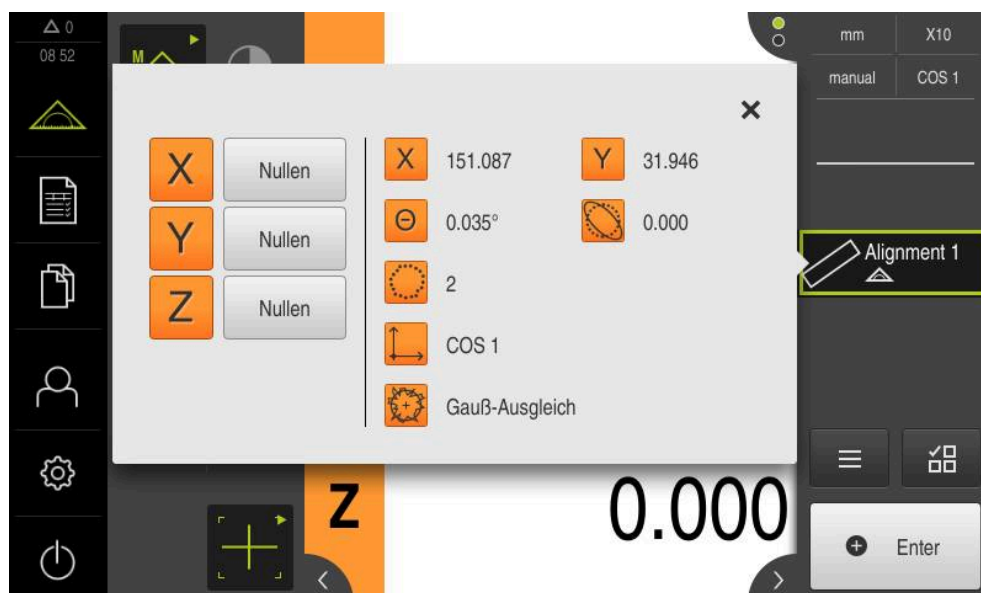 0
08 52
M
mm X10
manual COS 1
X Nullen
Y Nullen
Z Nullen
X 151.087 Y 31.946
Θ 0.035° 0.000
2
COS 1
Gauß-Ausgleich
Alignment 1
Z 0.000
Enter